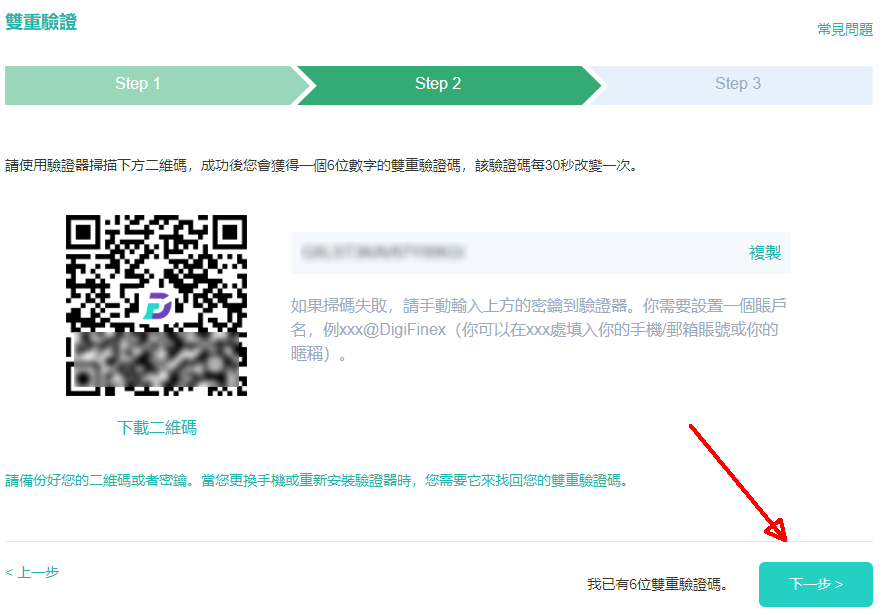 雙重驗證
常見問題
Step 1
Step 2
Step 3
請使用驗證器掃描下方二維碼，成功後您會獲得一個6位數字的雙重驗證碼，該驗證碼每30秒改變一次。
複製
如果掃碼失敗，請手動輸入上方的密鑰到驗證器。你需要設置一個賬戶
名，例xxx@DigiFinex（你可以在xxx處填入你的手機/郵箱賬號或你的
暱稱）。
下載二維碼
請備份好您的二維碼或者密鑰。當您更換手機或重新安裝驗證器時，您需要它來找回您的雙重驗證碼。
< 上一步
我已有6位雙重驗證碼。
下一步 >